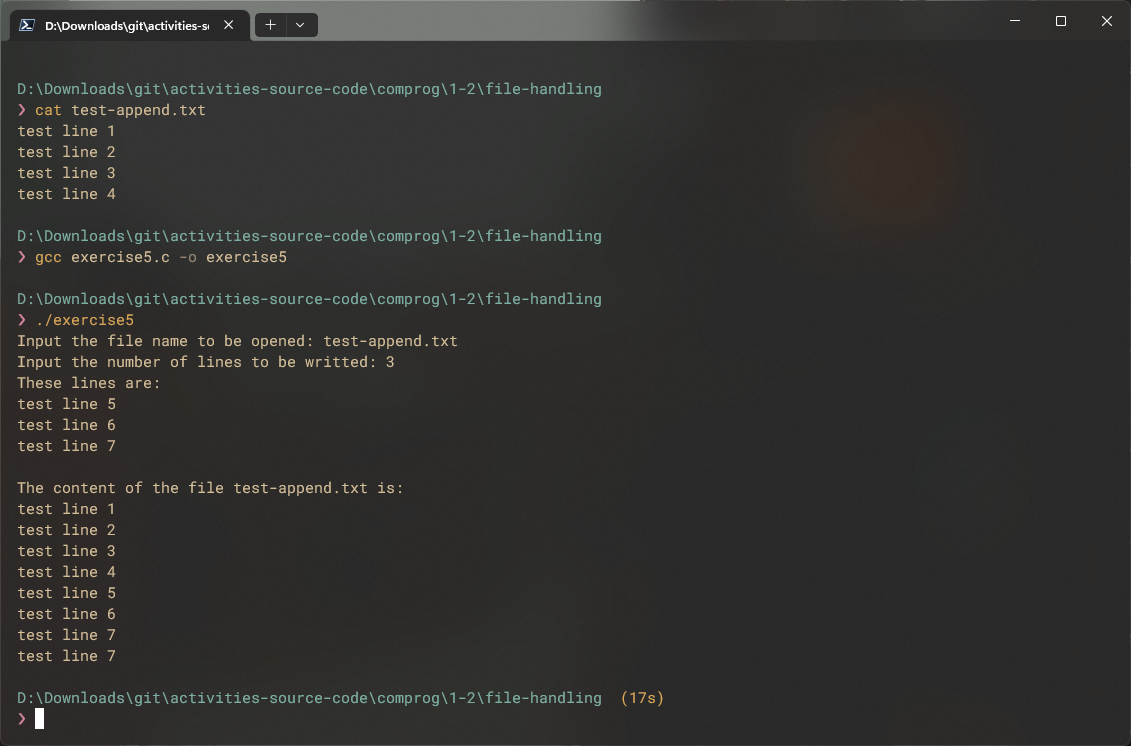 D:\Downloads\git\activities-so
D:\Downloads\git\activities-source-code\comprog\1-2\file-handling
❯ cat test-append.txt
test line 1
test line 2
test line 3
test line 4
D:\Downloads\git\activities-source-code\comprog\1-2\file-handling
❯ gcc exercise5.c -o exercise5
D:\Downloads\git\activities-source-code\comprog\1-2\file-handling
❯ ./exercise5
Input the file name to be opened: test-append.txt
Input the number of lines to be writted: 3
These lines are:
test line 5
test line 6
test line 7
The content of the file test-append.txt is:
test line 1
test line 2
test line 3
test line 4
test line 5
test line 6
test line 7
test line 7
D:\Downloads\git\activities-source-code\comprog\1-2\file-handling (17s)
❯